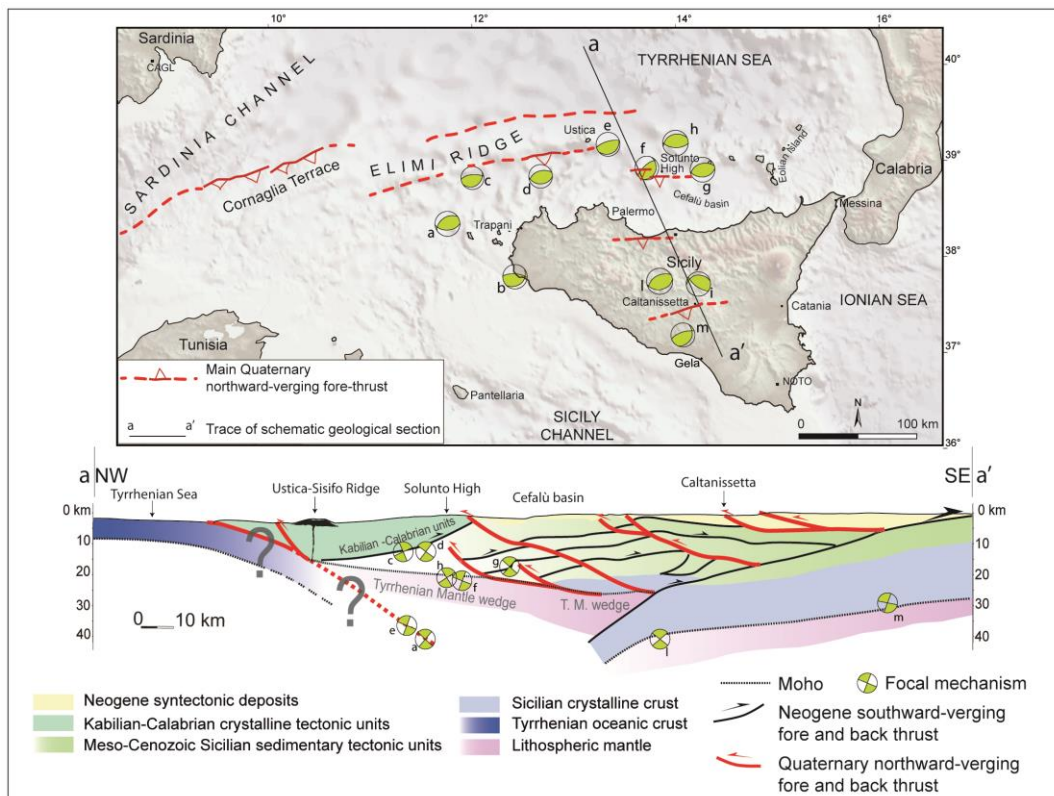 10°
12°
14°
16°
Sardinia
CAGL
SARDINIA CHANNEL
Cornaglia Terrace
ELIMI RIDGE
a
TYRRHENIAN SEA
40°
Ustica
e
h
f
Solunto
High
g
Eolian Island
39°
Calabria
c
d
Cefalù basin
Messina
a
Trapani
Palermo
38°
b
Sicily
l
i
Caltanissetta
Catania
IONIAN SEA
m
a'
Gela
NOTO
37°
Tunisia
Pantellaria
SICILY
CHANNEL
Main Quaternary
northward-verging fore-thrust
a a' Trace of schematic geological section
N
0 100 km
36°
a NW
SE a'
Tyrrhenian Sea
Ustica-Sisifo Ridge
Solunto High
Cefalù basin
Caltanissetta
0 km
10
20
30
40
0 km
10
20
30
40
?
?
Kabilian -Calabrian units
c
d
g
h
f
Tyrrhenian Mantle wedge
T. M. wedge
e
a
l
m
0 10 km
Neogene syntectonic deposits
Kabilian-Calabrian crystalline tectonic units
Meso-Cenozoic Sicilian sedimentary tectonic units
Sicilian crystalline crust
Tyrrhenian oceanic crust
Lithospheric mantle
Moho
Focal mechanism
Neogene southward-verging
fore and back thrust
Quaternary northward-verging
fore and back thrust